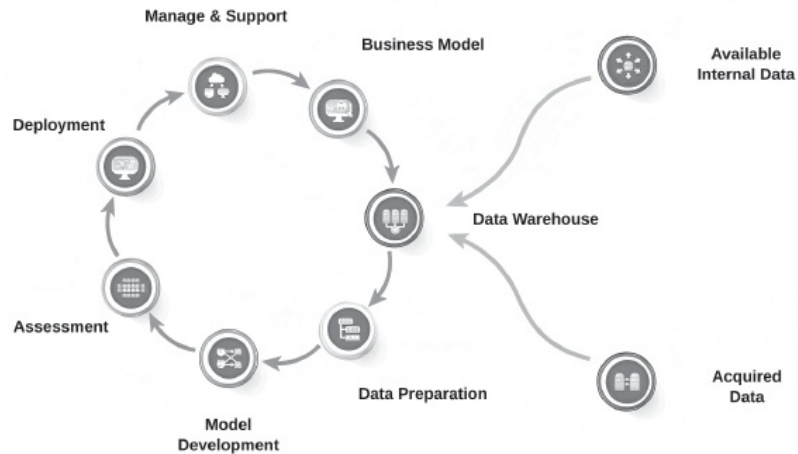 Manage & Support
Business Model
Available
Internal Data
Deployment
Data Warehouse
Assessment
Data Preparation
Acquired
Data
Model
Development